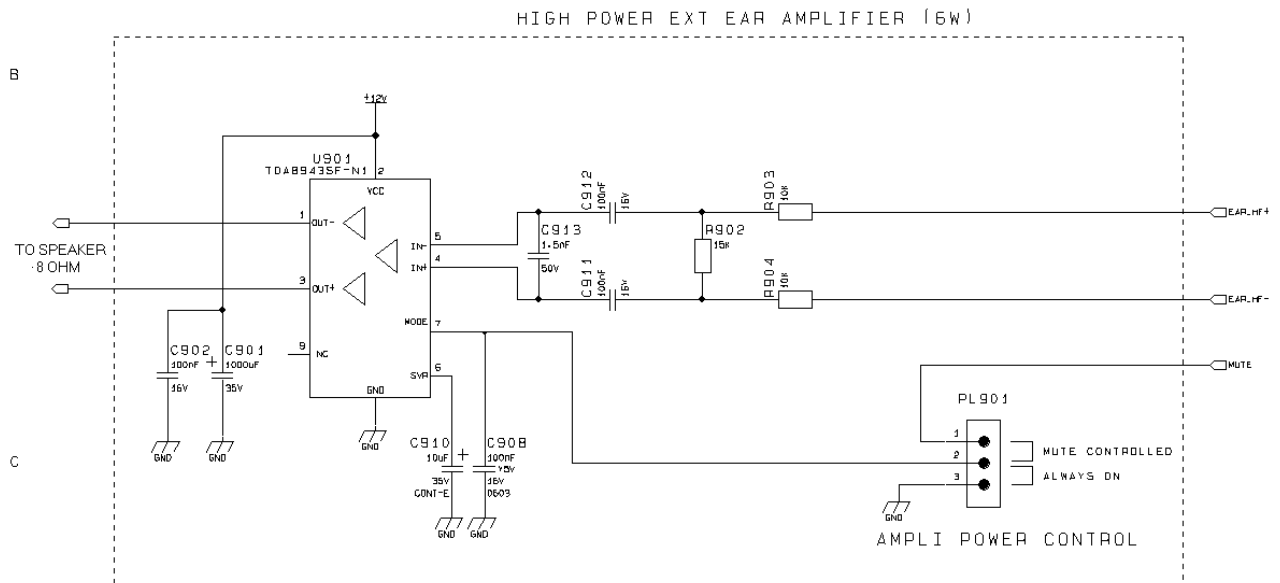 HIGH POWER EXT EAR AMPLIFIER (6W)
B
+12V
U901
TDA8943SF-N1
2
VCC
1
OUT-
TO SPEAKER
8 OHM
3
OUT+
5
IN-
4
IN+
C913
1.5nF
50V
C912
100nF
16V
C911
100nF
16V
R902
15K
R903
10K
R904
10K
EAR_HF+
EAR_HF-
MODE
7
9
NC
SVR
6
GND
GND
C902
100nF
16V
C901
+
1000uF
35V
GND
GND
C910
10uF
+
35V
CONT-E
GND
C908
100nF
Y5V
16V
0603
GND
MUTE
PL901
1
2
3
MUTE CONTROLLED
ALWAYS ON
GND
AMPLI POWER CONTROL
C